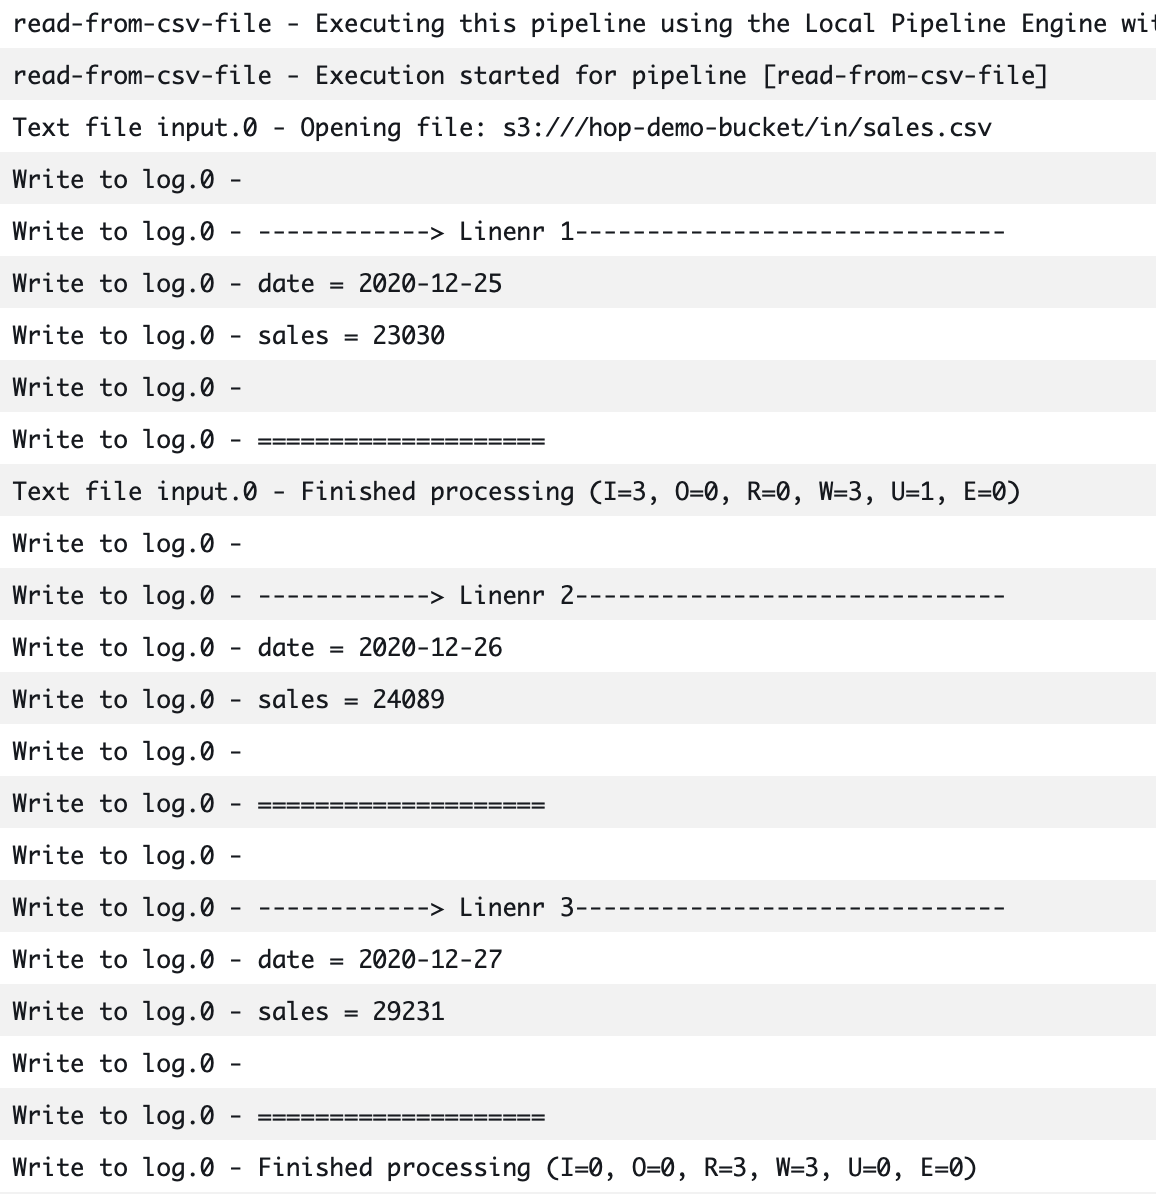 read-from-csv-file - Executing this pipeline using the Local Pipeline Engine
read-from-csv-file - Execution started for pipeline [read-from-csv-file]
Text file input.0 - Opening file: s3:///hop-demo-bucket/in/sales.csv
Write to log.0 -
Write to log.0 - ------------> Linenr 1------------------------------
Write to log.0 - date = 2020-12-25
Write to log.0 - sales = 23030
Write to log.0 -
Write to log.0 - ====================
Text file input.0 - Finished processing (I=3, O=0, R=0, W=3, U=1, E=0)
Write to log.0 -
Write to log.0 - ------------> Linenr 2------------------------------
Write to log.0 - date = 2020-12-26
Write to log.0 - sales = 24089
Write to log.0 -
Write to log.0 - ====================
Write to log.0 -
Write to log.0 - ------------> Linenr 3------------------------------
Write to log.0 - date = 2020-12-27
Write to log.0 - sales = 29231
Write to log.0 -
Write to log.0 - ====================
Write to log.0 - Finished processing (I=0, O=0, R=3, W=3, U=0, E=0)